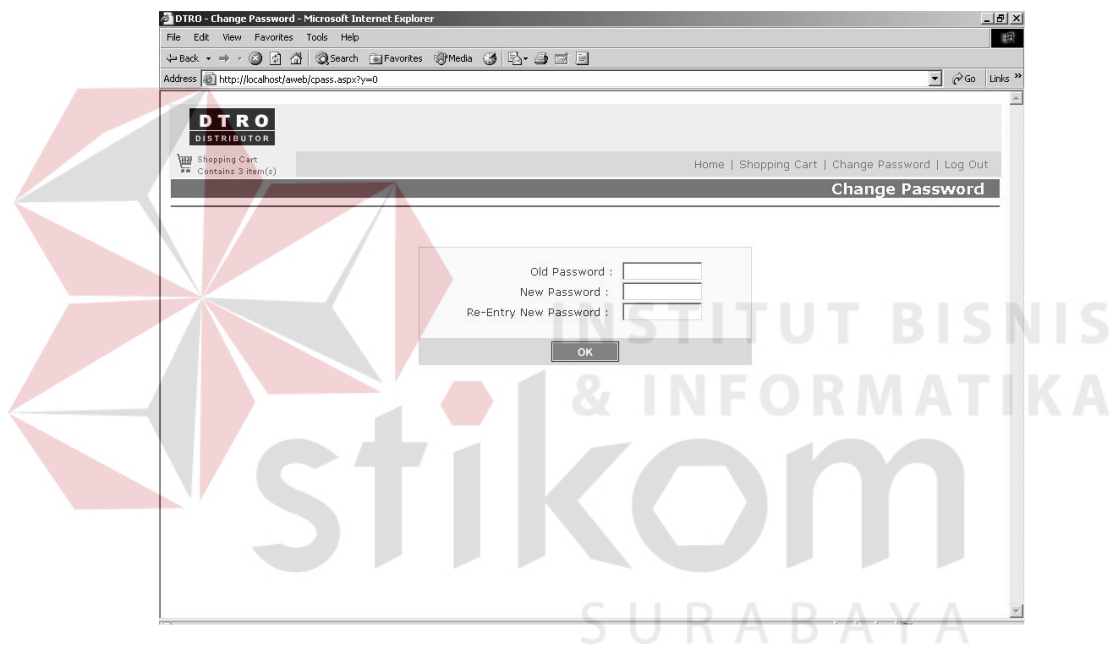 DTRO - Change Password - Microsoft Internet Explorer
File Edit View Favorites Tools Help
Back Search Favorites Media
Address http://localhost/aweb/cpass.aspx?y=0 Go Links »
DTRO
DISTRIBUTOR
Shopping Cart
Contains 3 item(s)
Home | Shopping Cart | Change Password | Log Out
Change Password
Old Password :
New Password :
Re-Entry New Password :
OK
INSTITUT BISNIS
& INFORMATIKA
stikom
SURABAYA